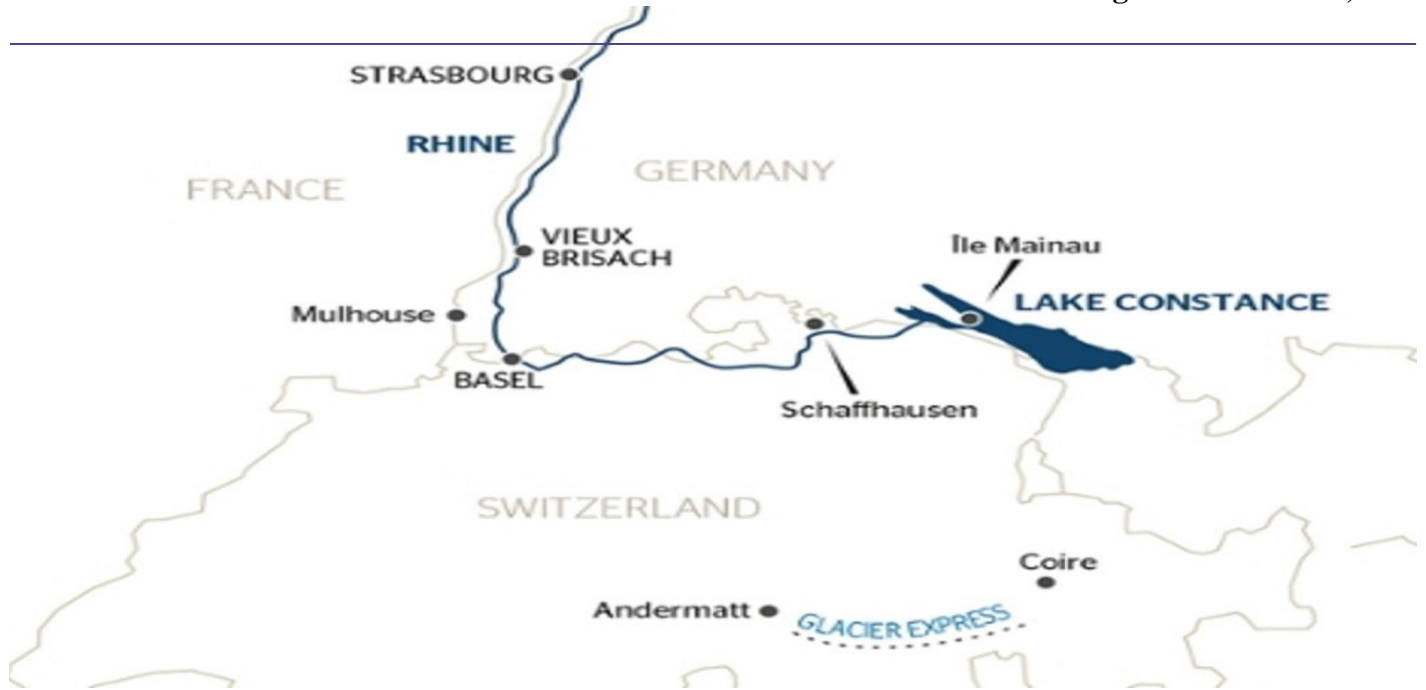 STRASBOURG
RHINE
GERMANY
FRANCE
VIEUX
BRISACH
Île Mainau
LAKE CONSTANCE
Mulhouse
BASEL
Schaffhausen
SWITZERLAND
Coire
Andermatt
GLACIER EXPRESS